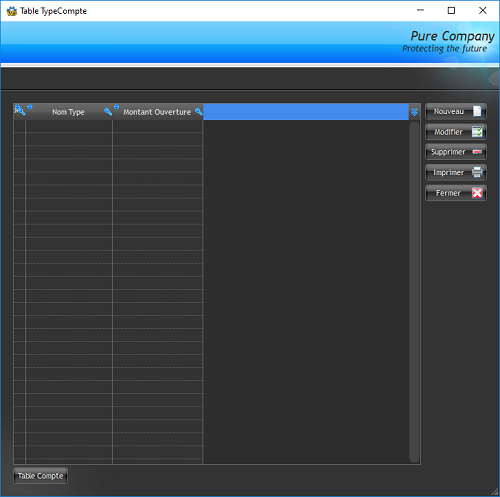 Table TypeCompte
Pure Company
Protecting the future
Nom Type Montant Ouverture
Nouveau
Modifier
Supprimer
Imprimer
Fermer
Table Compte